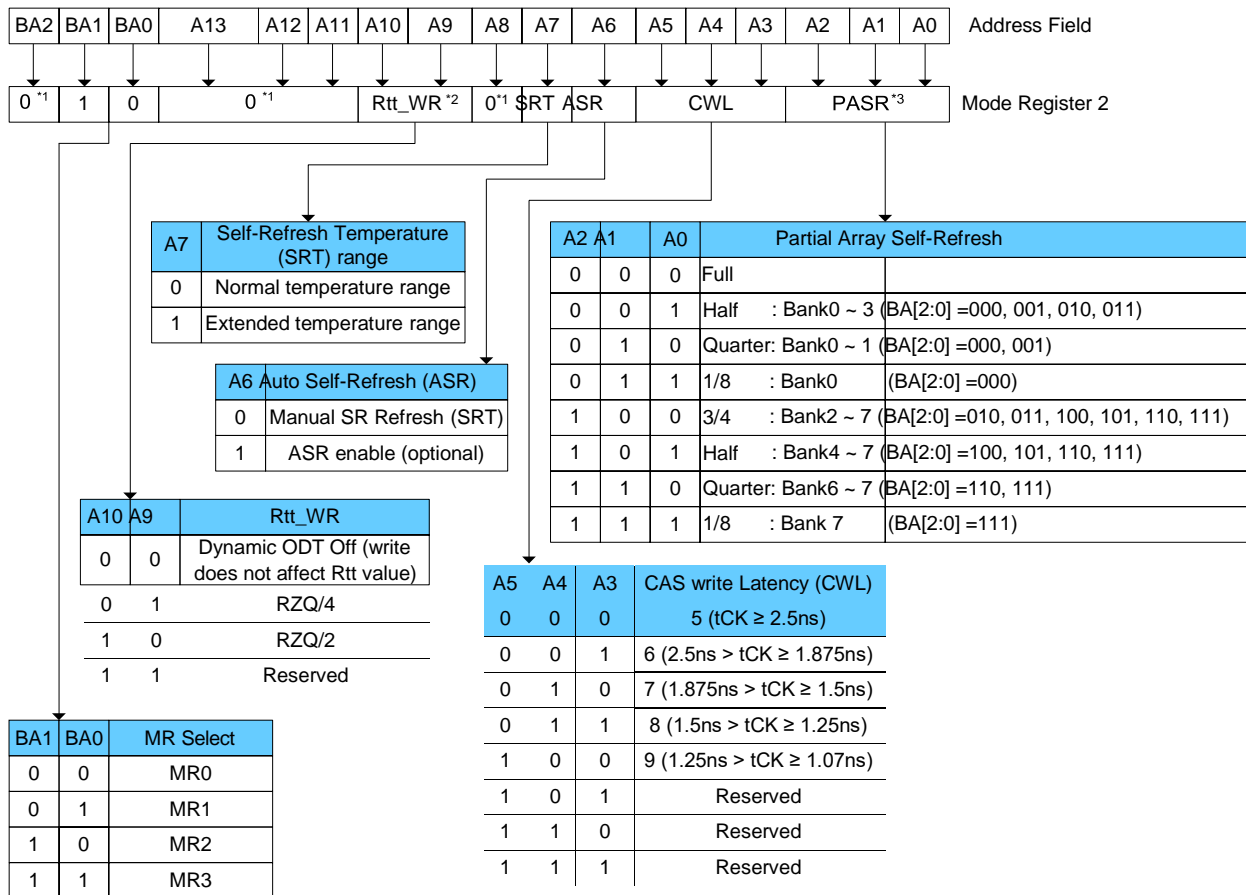 BA2 BA1 BA0 A13 A12 A11 A10 A9 A8 A7 A6 A5 A4 A3 A2 A1 A0 Address Field
0 *1 1 0 0 *1 Rtt_WR *2 0*1 SRT ASR CWL PASR*3 Mode Register 2
A7 Self-Refresh Temperature (SRT) range
0 Normal temperature range
1 Extended temperature range
A6 Auto Self-Refresh (ASR)
0 Manual SR Refresh (SRT)
1 ASR enable (optional)
A2 A1 A0 Partial Array Self-Refresh
0 0 0 Full
0 0 1 Half : Bank0 ~ 3 (BA[2:0] =000, 001, 010, 011)
0 1 0 Quarter: Bank0 ~ 1 (BA[2:0] =000, 001)
0 1 1 1/8 : Bank0 (BA[2:0] =000)
1 0 0 3/4 : Bank2 ~ 7 (BA[2:0] =010, 011, 100, 101, 110, 111)
1 0 1 Half : Bank4 ~ 7 (BA[2:0] =100, 101, 110, 111)
1 1 0 Quarter: Bank6 ~ 7 (BA[2:0] =110, 111)
1 1 1 1/8 : Bank 7 (BA[2:0] =111)
A10 A9 Rtt_WR
0 0 Dynamic ODT Off (write
does not affect Rtt value)
0 1 RZQ/4
1 0 RZQ/2
1 1 Reserved
A5 A4 A3 CAS write Latency (CWL)
0 0 0 5 (tCK ≥ 2.5ns)
0 0 1 6 (2.5ns > tCK ≥ 1.875ns)
0 1 0 7 (1.875ns > tCK ≥ 1.5ns)
0 1 1 8 (1.5ns > tCK ≥ 1.25ns)
1 0 0 9 (1.25ns > tCK ≥ 1.07ns)
1 0 1 Reserved
1 1 0 Reserved
1 1 1 Reserved
BA1 BA0 MR Select
0 0 MR0
0 1 MR1
1 0 MR2
1 1 MR3